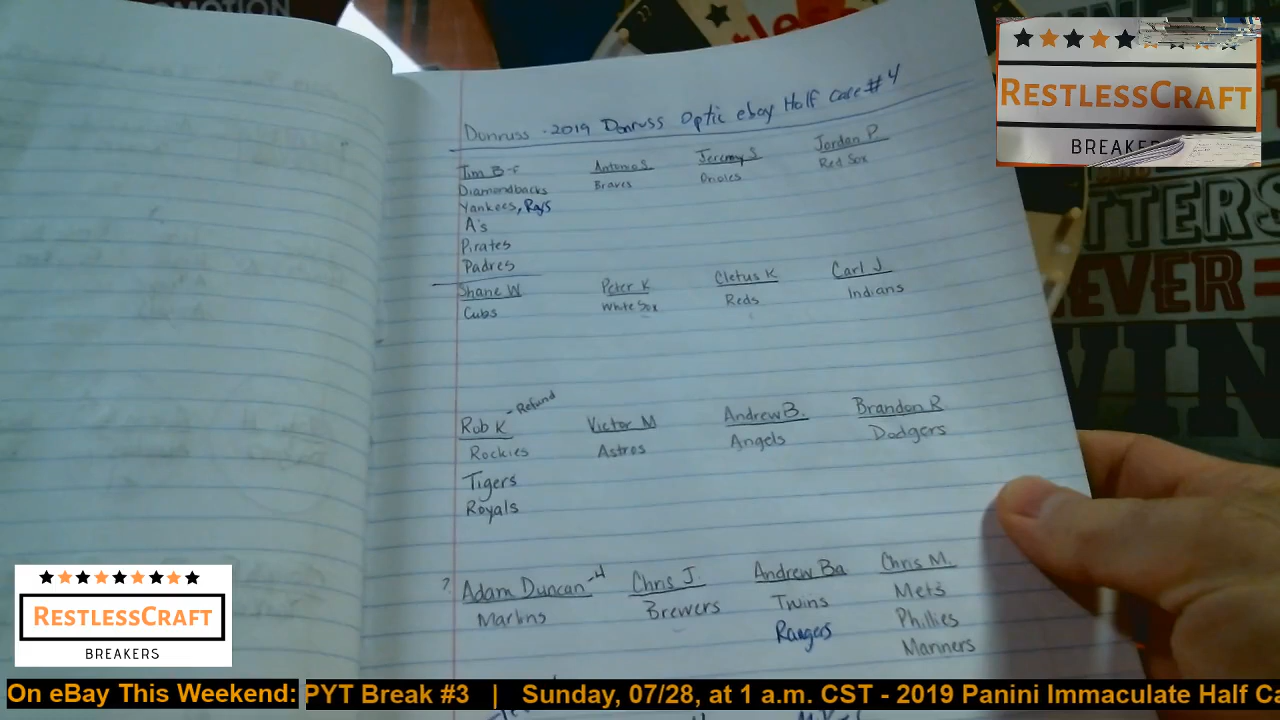 RESTLESSCRAFT
BREAKERS
Donruss - 2019 Donruss Optic ebay Half Case #4
Tim B-5 Antonio S Jeremy S Jordan P
Diamondbacks Braves Orioles Red Sox
Yankees, Rays
A's
Pirates
Padres
Shane W Peter K Cletus K Carl J
Cubs White Sox Reds Indians
Rob K - Refund Victor M Andrew B. Brandon R
Rockies Astros Angels Dodgers
Tigers
Royals
? Adam Duncan -4 Chris J. Andrew Ba Chris M.
Marlins Brewers Twins Mets
Rangers Phillies
Mariners
RESTLESSCRAFT
BREAKERS
On eBay This Weekend: PYT Break #3 | Sunday, 07/28, at 1 a.m. CST - 2019 Panini Immaculate Half Ca
EVER